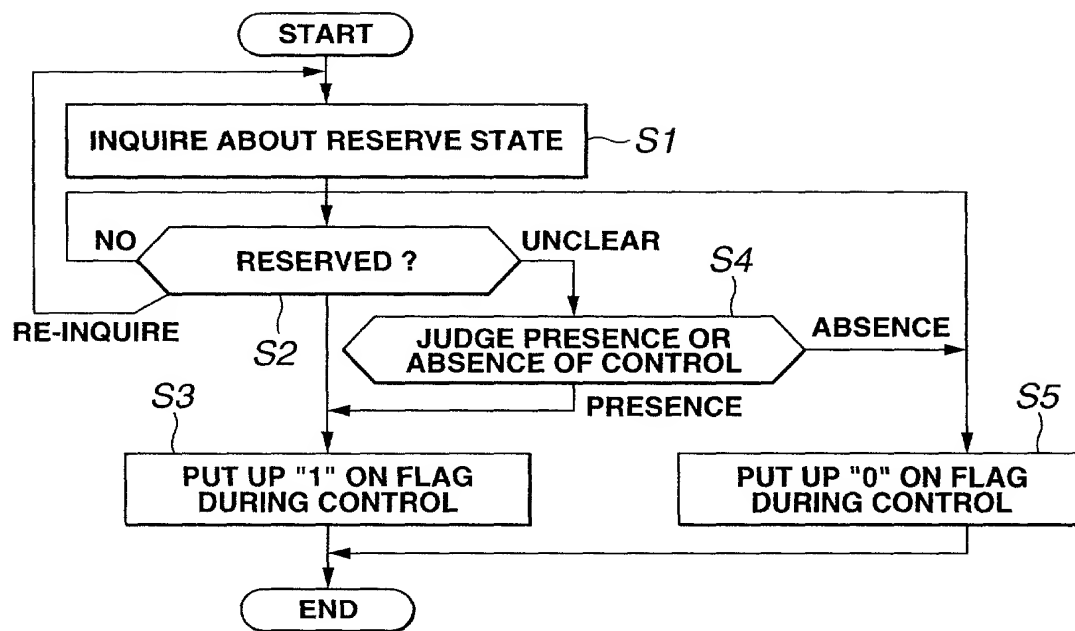 START
INQUIRE ABOUT RESERVE STATE
S1
NO
RESERVED ?
UNCLEAR
S4
RE-INQUIRE
S2
JUDGE PRESENCE OR
ABSENCE OF CONTROL
ABSENCE
PRESENCE
S3
S5
PUT UP "1" ON FLAG
DURING CONTROL
PUT UP "0" ON FLAG
DURING CONTROL
END